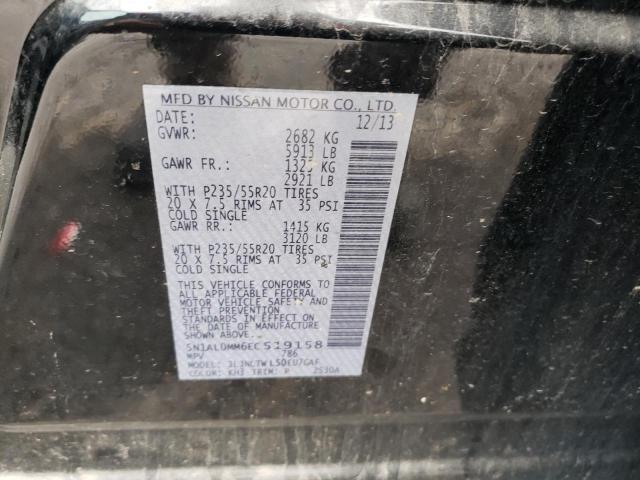 MFD BY NISSAN MOTOR CO., LTD.
DATE: 12/13
GVWR: 2682 KG
5913 LB
GAWR FR.: 1325 KG
2921 LB
WITH P235/55R20 TIRES
20 X 7.5 RIMS AT 35 PSI
COLD SINGLE
GAWR RR.: 1415 KG
3120 LB
WITH P235/55R20 TIRES
20 X 7.5 RIMS AT 35 PSI
COLD SINGLE
THIS VEHICLE CONFORMS TO
ALL APPLICABLE FEDERAL
MOTOR VEHICLE SAFETY AND
THEFT PREVENTION
STANDARDS IN EFFECT ON THE
DATE OF MANUFACTURE SHOWN
ABOVE.
5N1AL0MM6EC519158
MPV 786
MODEL:
COLOR: KH3 TRIM: P 2530A